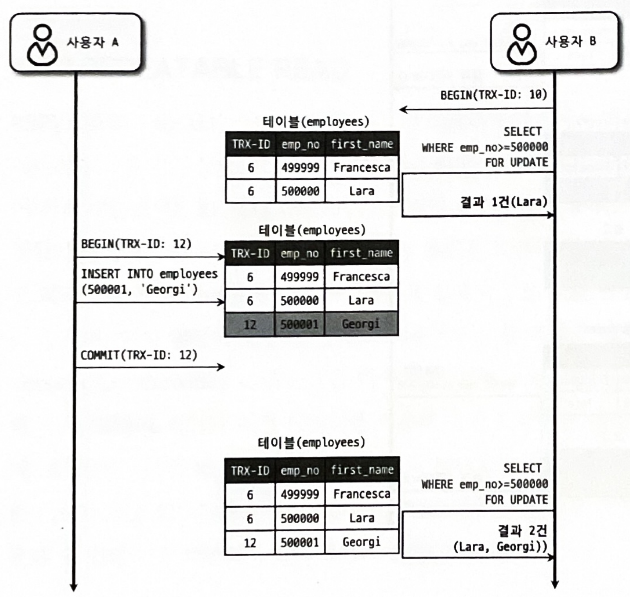 사용자 A
사용자 B
BEGIN(TRX-ID: 10)
테이블(employees)
TRX-ID emp_no first_name
6 499999 Francesca
6 500000 Lara
SELECT
WHERE emp_no>=500000
FOR UPDATE
결과 1건(Lara)
BEGIN(TRX-ID: 12)
INSERT INTO employees
(500001, 'Georgi')
테이블(employees)
TRX-ID emp_no first_name
6 499999 Francesca
6 500000 Lara
12 500001 Georgi
COMMIT(TRX-ID: 12)
테이블(employees)
TRX-ID emp_no first_name
6 499999 Francesca
6 500000 Lara
12 500001 Georgi
SELECT
WHERE emp_no>=500000
FOR UPDATE
결과 2건
(Lara, Georgi))